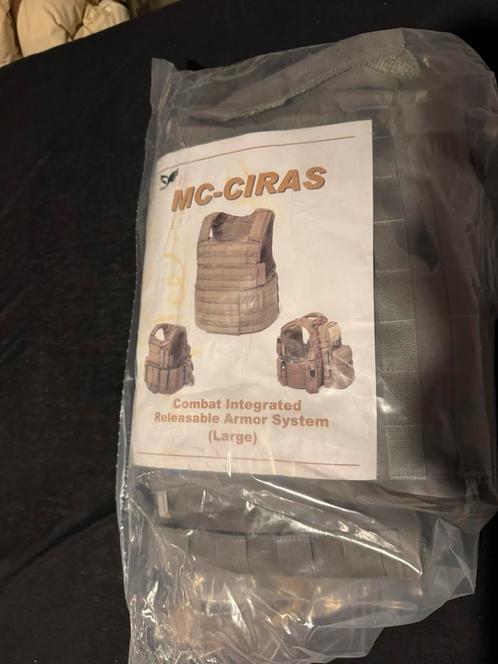 MC-CIRAS
Combat Integrated
Releasable Armor System
(Large)